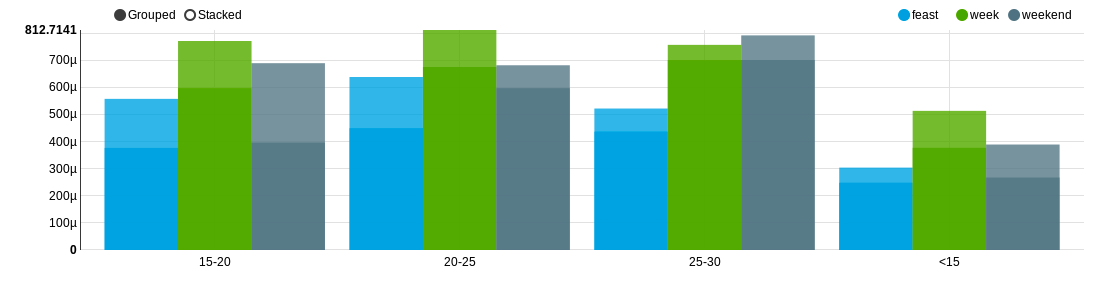 Grouped Stacked feast week weekend
812.7141
700µ
600µ
500µ
400µ
300µ
200µ
100µ
0
15-20 20-25 25-30 <15